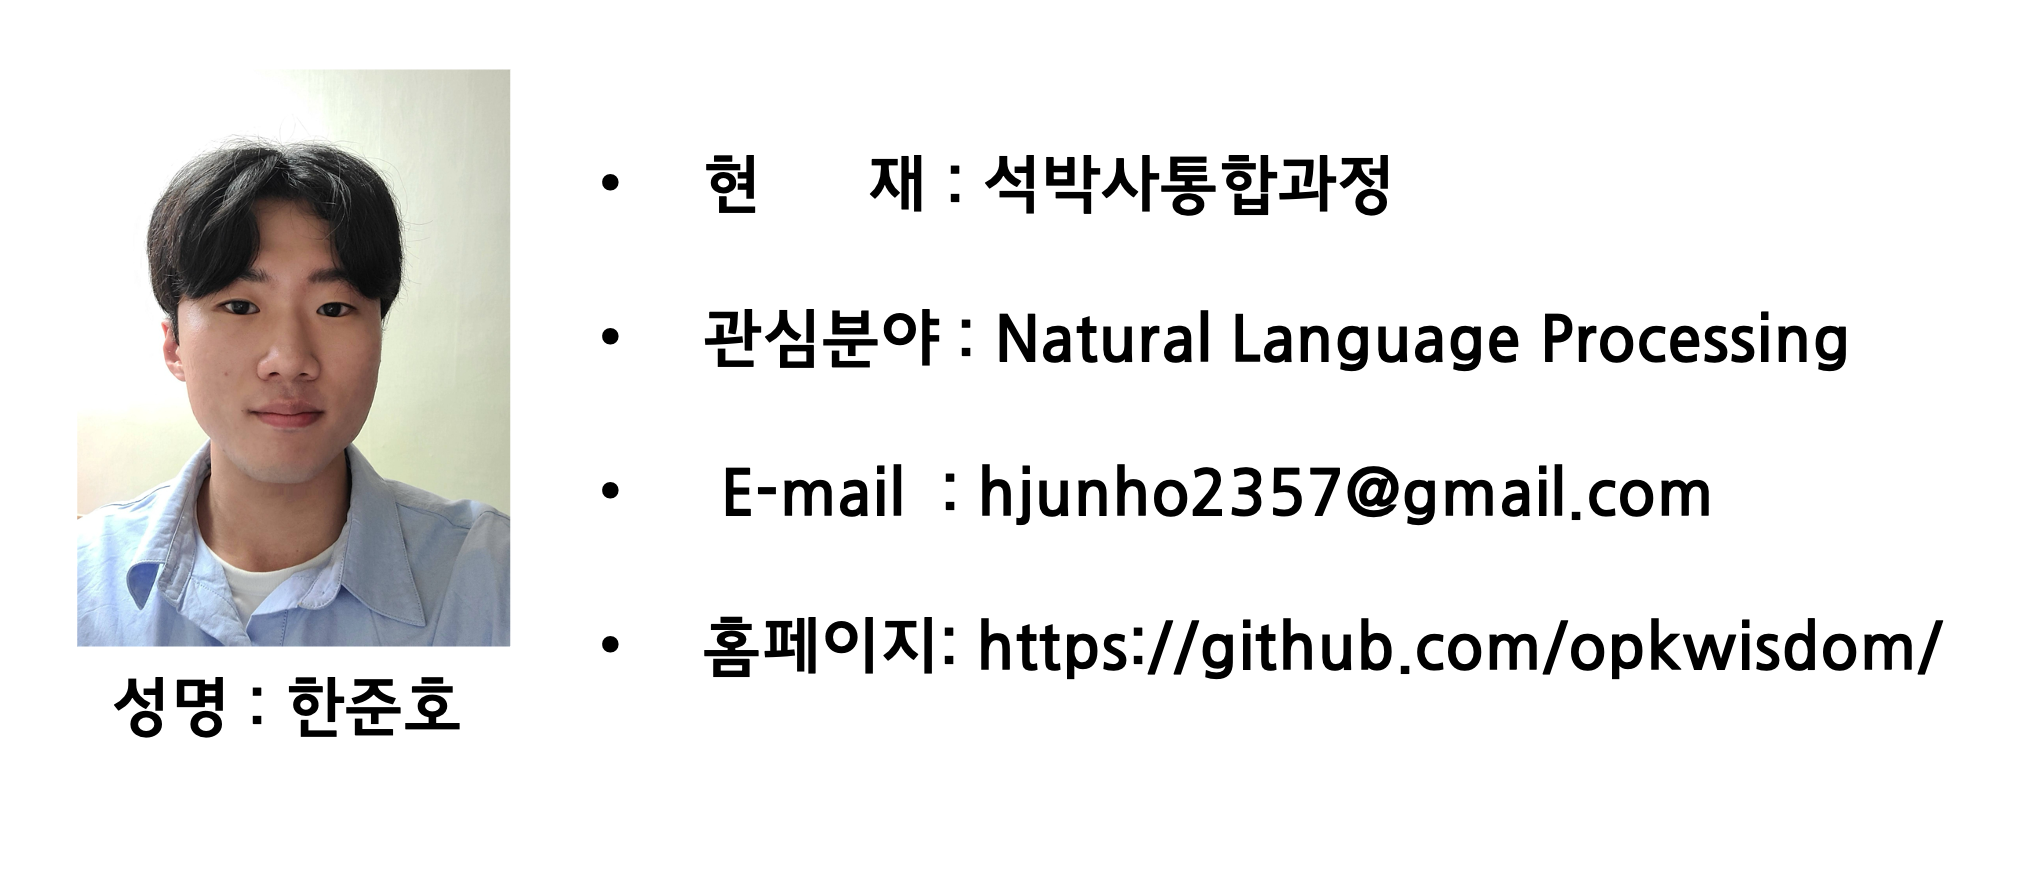 • 현 재 : 석박사통합과정
• 관심분야 : Natural Language Processing
• E-mail : hjunho2357@gmail.com
• 홈페이지: https://github.com/opkwisdom/
성명 : 한준호